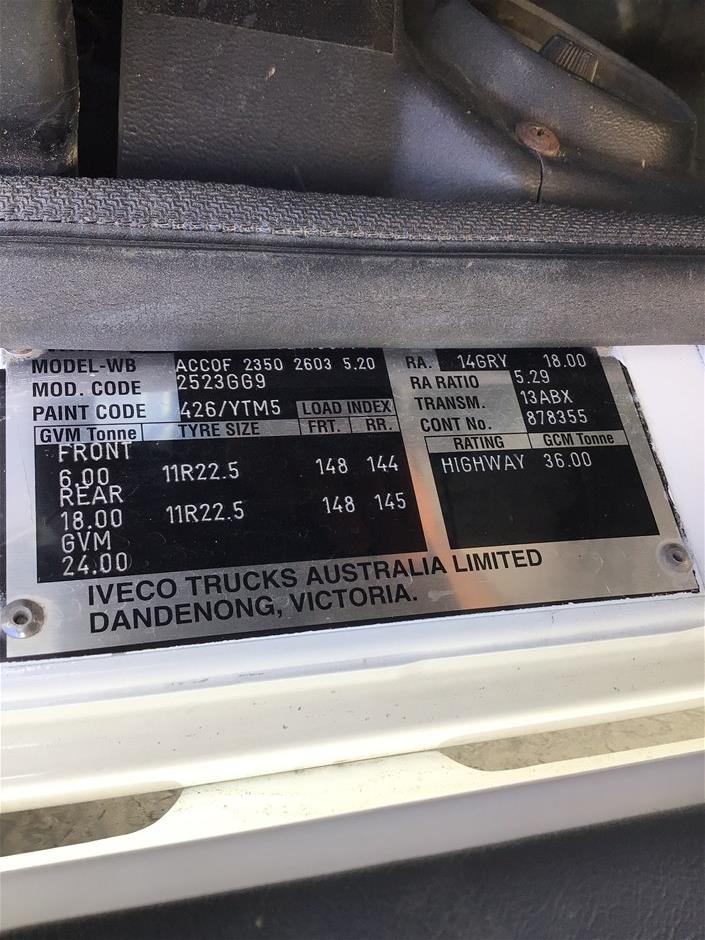 MODEL-WB ACCOF 2350 2603 5.20
MOD. CODE 2523GG9
PAINT CODE 426/YTM5 LOAD INDEX
GVM Tonne TYRE SIZE FRT. RR.
FRONT
6.00 11R22.5 148 144
REAR
18.00 11R22.5 148 145
GVM
24.00
RA. 14GRY 18.00
RA RATIO 5.29
TRANSM. 13ABX
CONT No. 878355
RATING GCM Tonne
HIGHWAY 36.00
IVECO TRUCKS AUSTRALIA LIMITED
DANDENONG, VICTORIA.